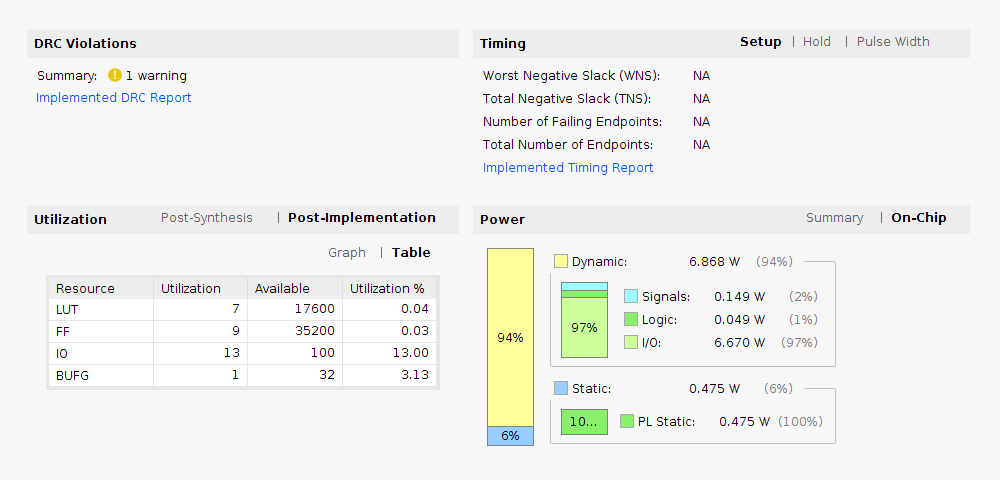 DRC Violations
Summary: 1 warning
Implemented DRC Report
Timing Setup | Hold | Pulse Width
Worst Negative Slack (WNS): NA
Total Negative Slack (TNS): NA
Number of Failing Endpoints: NA
Total Number of Endpoints: NA
Implemented Timing Report
Utilization Post-Synthesis | Post-Implementation
Graph | Table
Resource Utilization Available Utilization %
LUT 7 17600 0.04
FF 9 35200 0.03
IO 13 100 13.00
BUFG 1 32 3.13
Power Summary | On-Chip
94%
6%
Dynamic: 6.868 W (94%)
97%
Signals: 0.149 W (2%)
Logic: 0.049 W (1%)
I/O: 6.670 W (97%)
Static: 0.475 W (6%)
10...
PL Static: 0.475 W (100%)